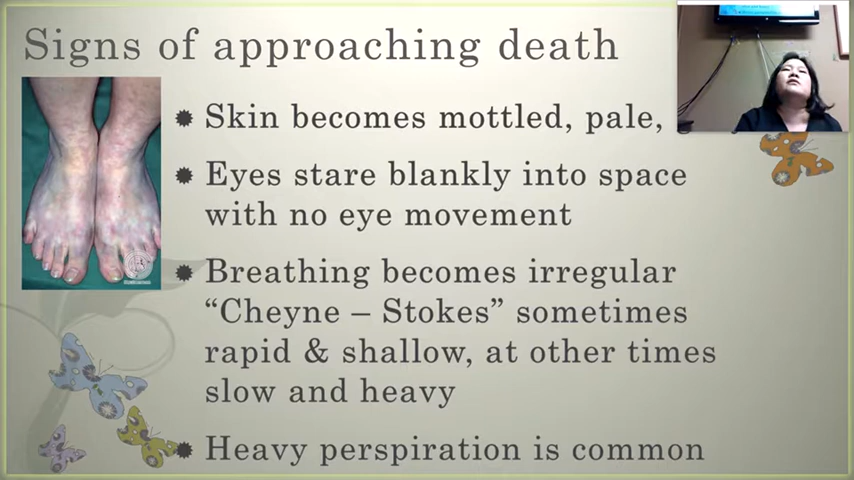 Signs of approaching death
Skin becomes mottled, pale,
Eyes stare blankly into space
with no eye movement
Breathing becomes irregular
“Cheyne – Stokes” sometimes
rapid & shallow, at other times
slow and heavy
Heavy perspiration is common